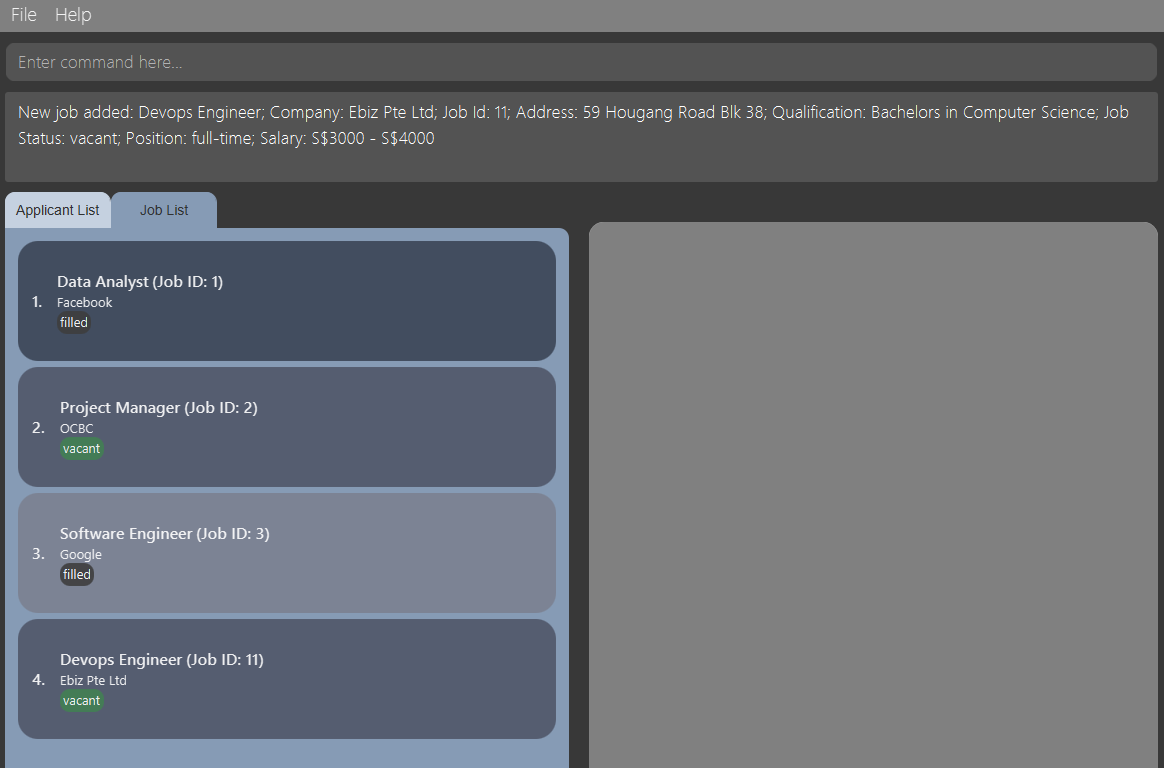 File Help
Enter command here...
New job added: Devops Engineer; Company: Ebiz Pte Ltd; Job Id: 11; Address: 59 Hougang Road Blk 38; Qualification: Bachelors in Computer Science; Job
Status: vacant; Position: full-time; Salary: S$3000 - S$4000
Applicant List Job List
Data Analyst (Job ID: 1)
1. Facebook
filled
Project Manager (Job ID: 2)
2. OCBC
vacant
Software Engineer (Job ID: 3)
3. Google
filled
Devops Engineer (Job ID: 11)
4. Ebiz Pte Ltd
vacant